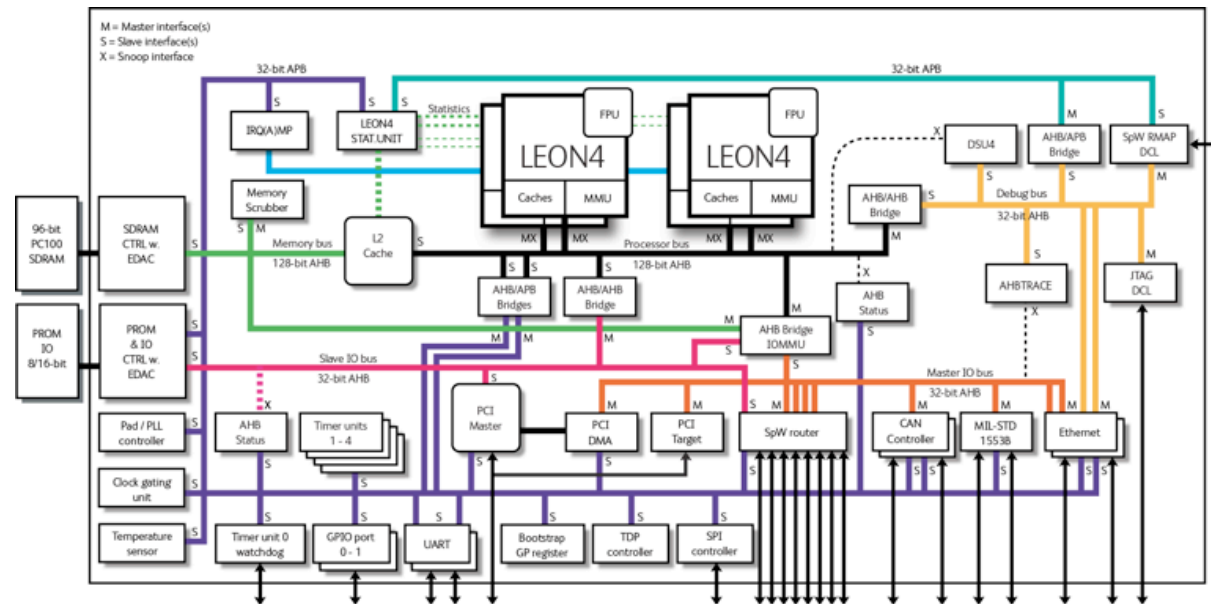 M = Master interface(s)
S = Slave interface(s)
X = Snoop interface
32-bit APB
32-bit APB
S
S
S
Statistics
FPU
FPU
M
S
IRQ(A)MP
LEON4
STAT.UNIT
LEON4
LEON4
X
DSU4
AHB/APB
Bridge
SpW RMAP
DCL
Caches
MMU
Caches
MMU
S
S
M
Memory
Scrubber
AHB/AHB
Bridge
S
Debug bus
32-bit AHB
96-bit
PC100
SDRAM
SDRAM
CTRL w.
EDAC
S
S
M
Memory bus
128-bit AHB
L2
Cache
S
MX
MX
Processor bus
128-bit AHB
MX
MX
M
S
M
S
S
S
X
AHB/APB
Bridges
AHB/AHB
Bridge
AHB
Status
AHBTRACE
JTAG
DCL
PROM
IO
8/16-bit
PROM
& IO
CTRL w.
EDAC
S
S
M
M
M
M
M
S
AHB Bridge
IOMMU
S
S
X
Slave IO bus
32-bit AHB
Master IO bus
32-bit AHB
X
S
M
M
S
M
M
M
M
M
Pad / PLL
controller
S
AHB
Status
Timer units
1 - 4
PCI
Master
PCI
DMA
PCI
Target
SpW router
CAN
Controller
MIL-STD
1553B
Ethernet
S
S
S
S
S
S
S
S
S
S
Clock gating
unit
S
Temperature
sensor
S
S
S
S
S
S
S
S
Timer unit 0
watchdog
GPIO port
0 - 1
UART
Bootstrap
GP register
TDP
controller
SPI
controller